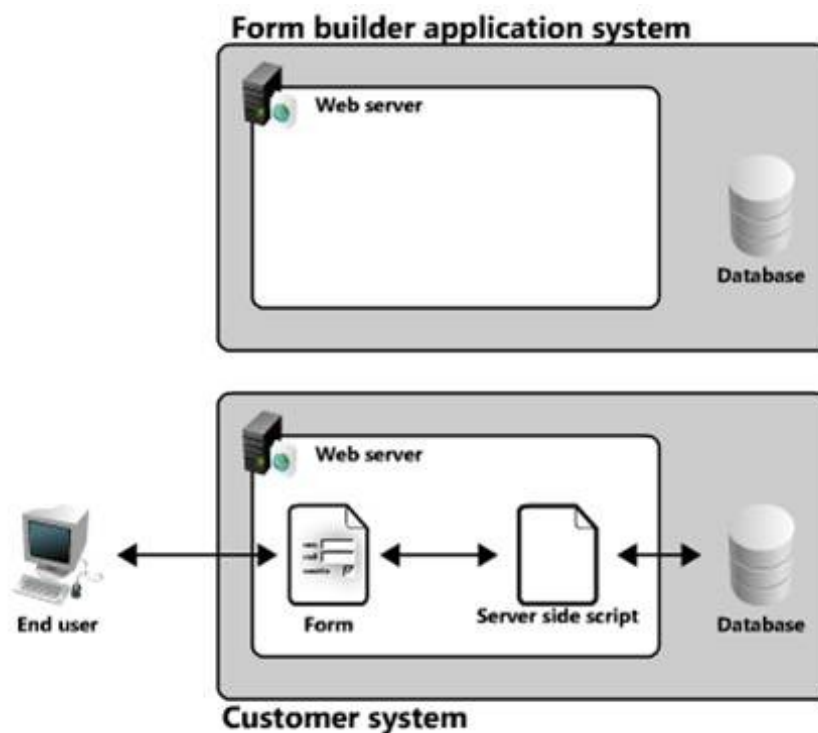 Form builder application system
Web server
Database
Web server
End user
Form
Server side script
Database
Customer system